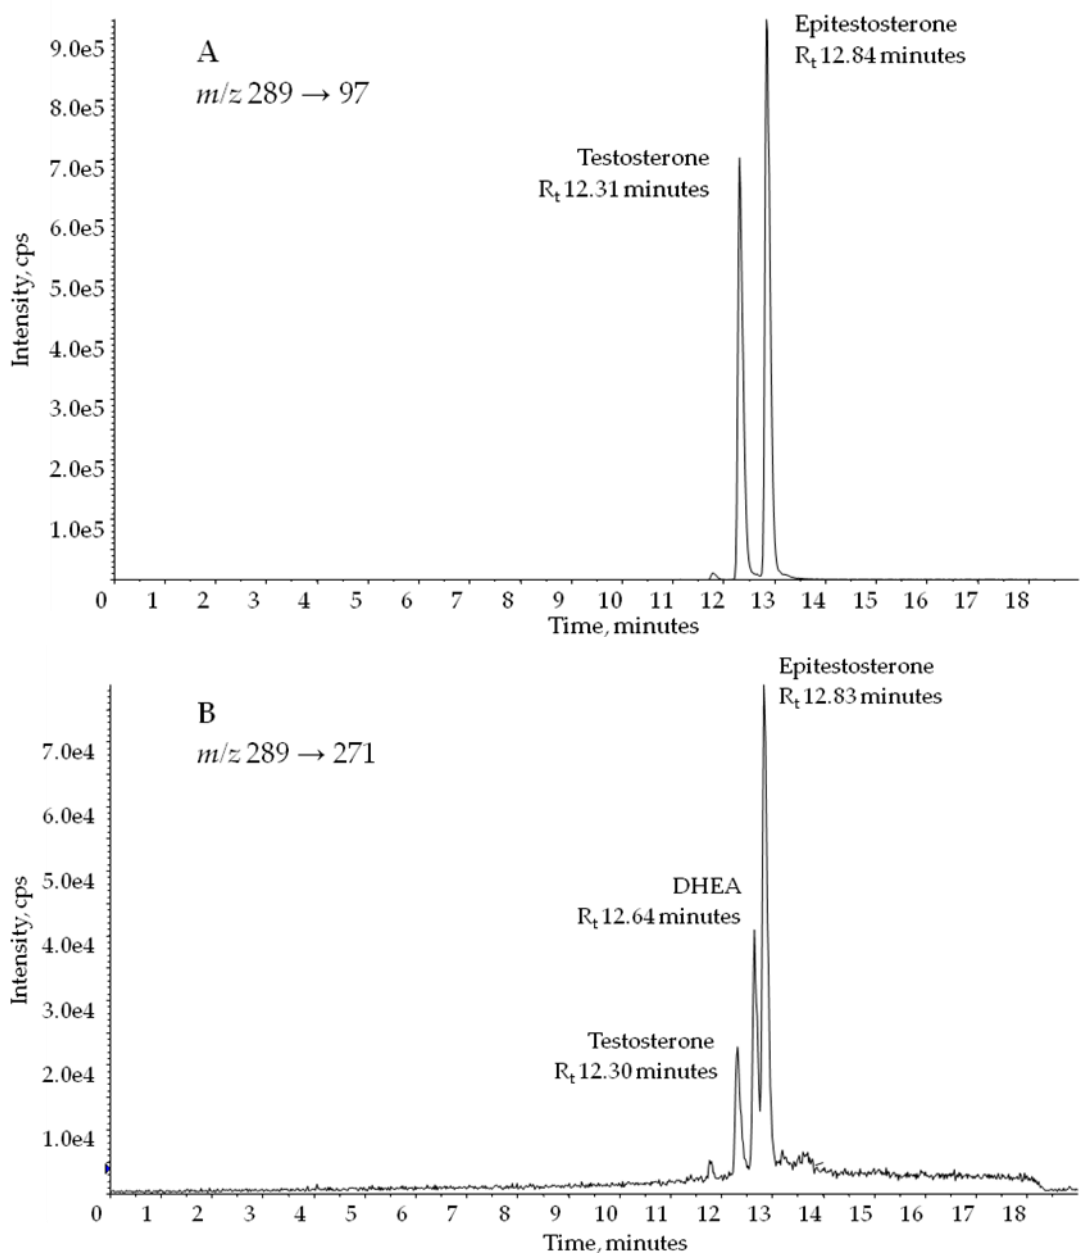 A
m/z 289 → 97
Epitestosterone
Rt 12.84 minutes
Testosterone
Rt 12.31 minutes
Intensity, cps
9.0e5
8.0e5
7.0e5
6.0e5
5.0e5
4.0e5
3.0e5
2.0e5
1.0e5
0 1 2 3 4 5 6 7 8 9 10 11 12 13 14 15 16 17 18
Time, minutes
B
m/z 289 → 271
Epitestosterone
Rt 12.83 minutes
DHEA
Rt 12.64 minutes
Testosterone
Rt 12.30 minutes
Intensity, cps
7.0e4
6.0e4
5.0e4
4.0e4
3.0e4
2.0e4
1.0e4
0 1 2 3 4 5 6 7 8 9 10 11 12 13 14 15 16 17 18
Time, minutes